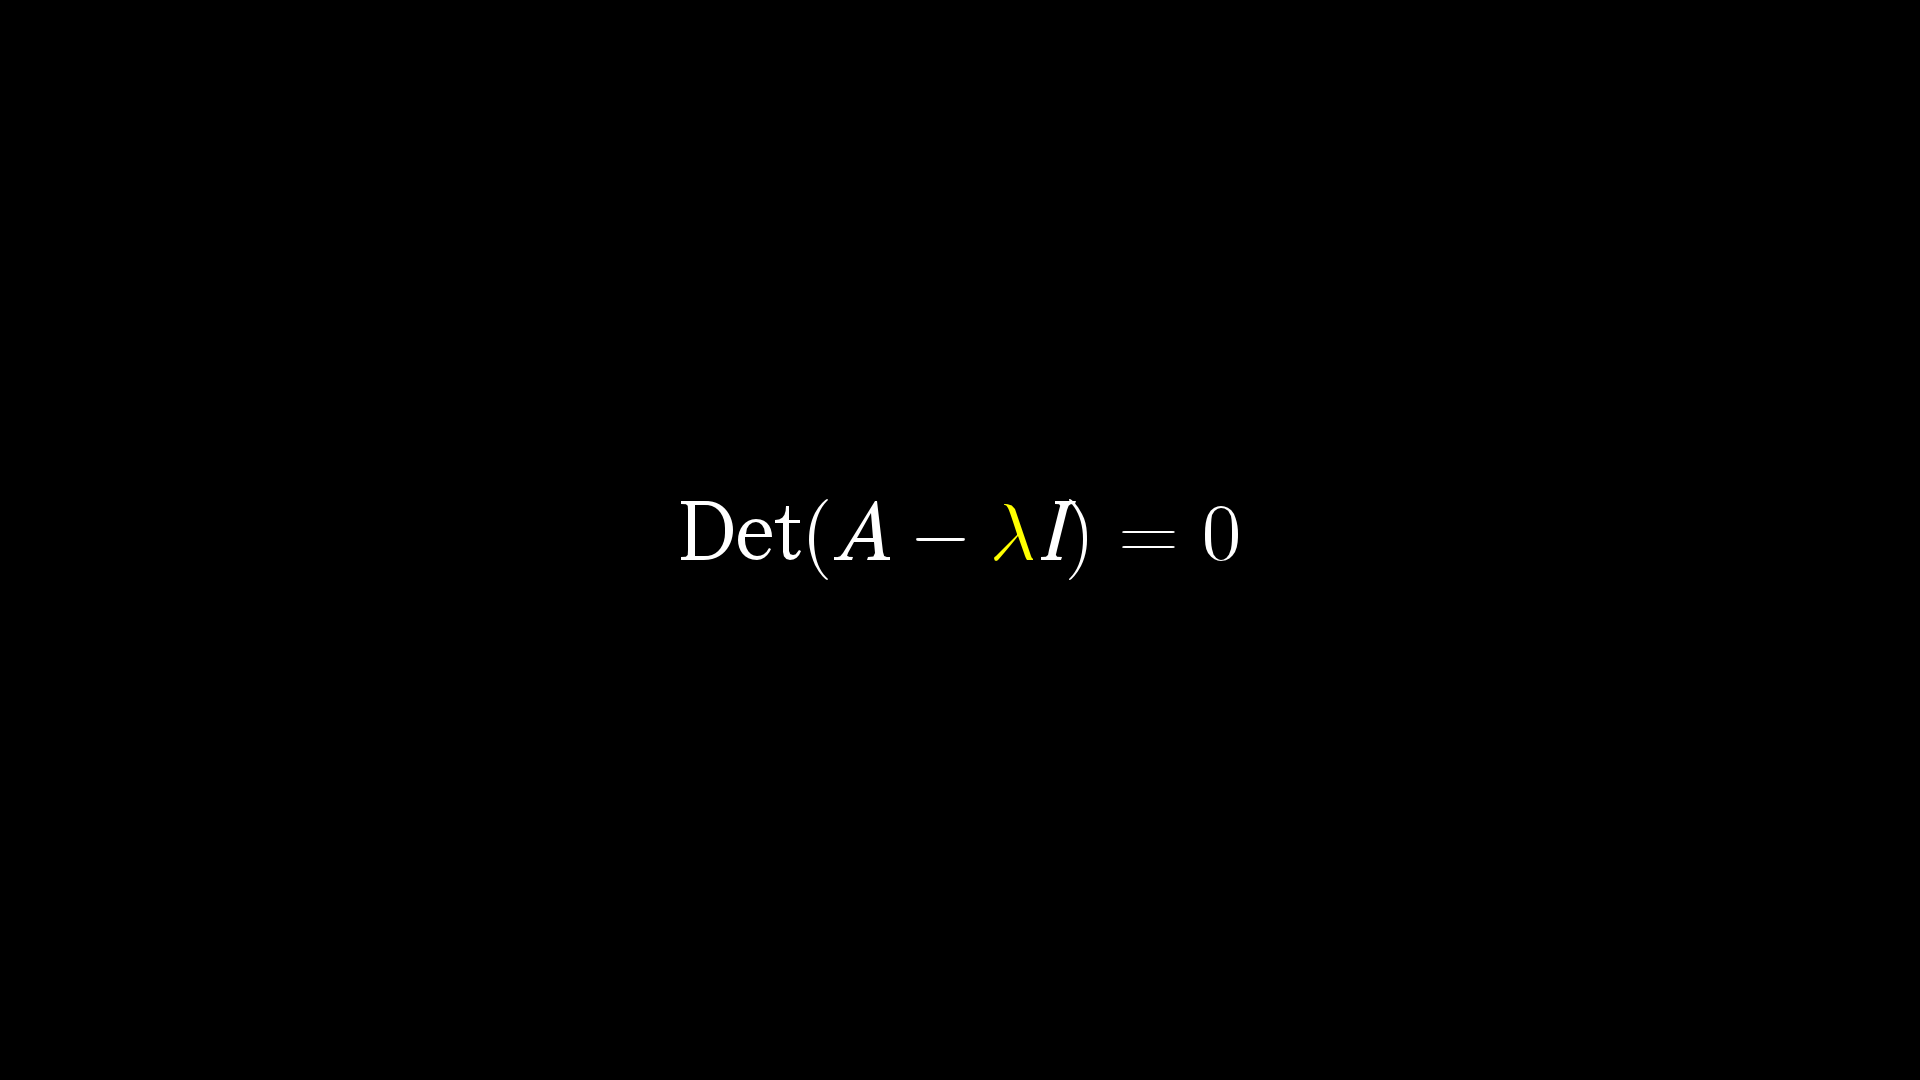 Det(A − λI) = 0